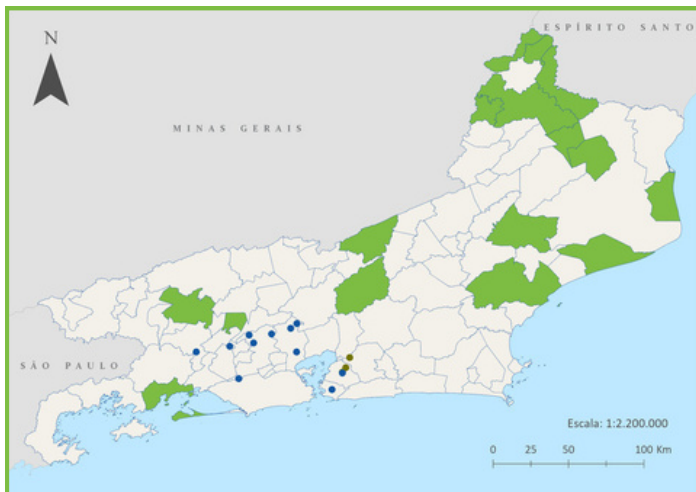 ESPÍRITO SANTO
N
MINAS GERAIS
SÃO PAULO
Escala: 1:2.200.000
0 25 50 100 Km